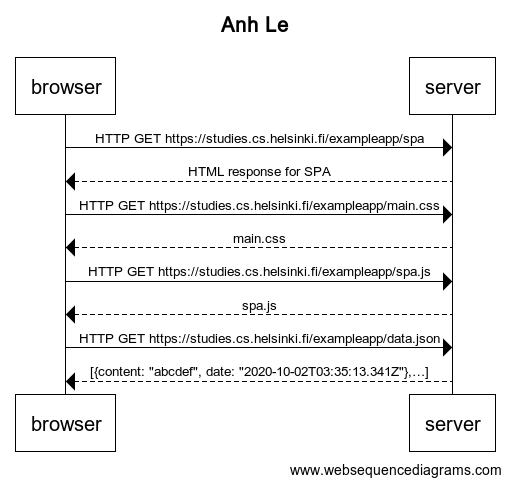 Anh Le
browser
server
HTTP GET https://studies.cs.helsinki.fi/exampleapp/spa
HTML response for SPA
HTTP GET https://studies.cs.helsinki.fi/exampleapp/main.css
main.css
HTTP GET https://studies.cs.helsinki.fi/exampleapp/spa.js
spa.js
HTTP GET https://studies.cs.helsinki.fi/exampleapp/data.json
[{content: "abcdef", date: "2020-10-02T03:35:13.341Z"},...]
browser
server
www.websequencediagrams.com